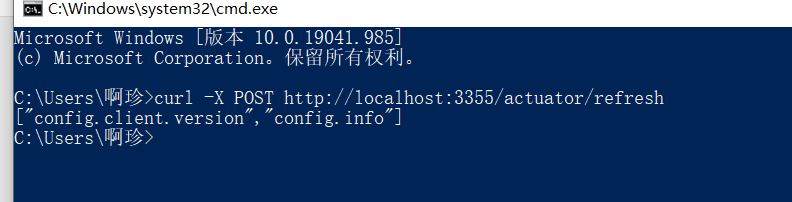 C:\Windows\system32\cmd.exe
Microsoft Windows [版本 10.0.19041.985]
(c) Microsoft Corporation。保留所有权利。
C:\Users\啊珍>curl -X POST http://localhost:3355/actuator/refresh
["config.client.version","config.info"]
C:\Users\啊珍>